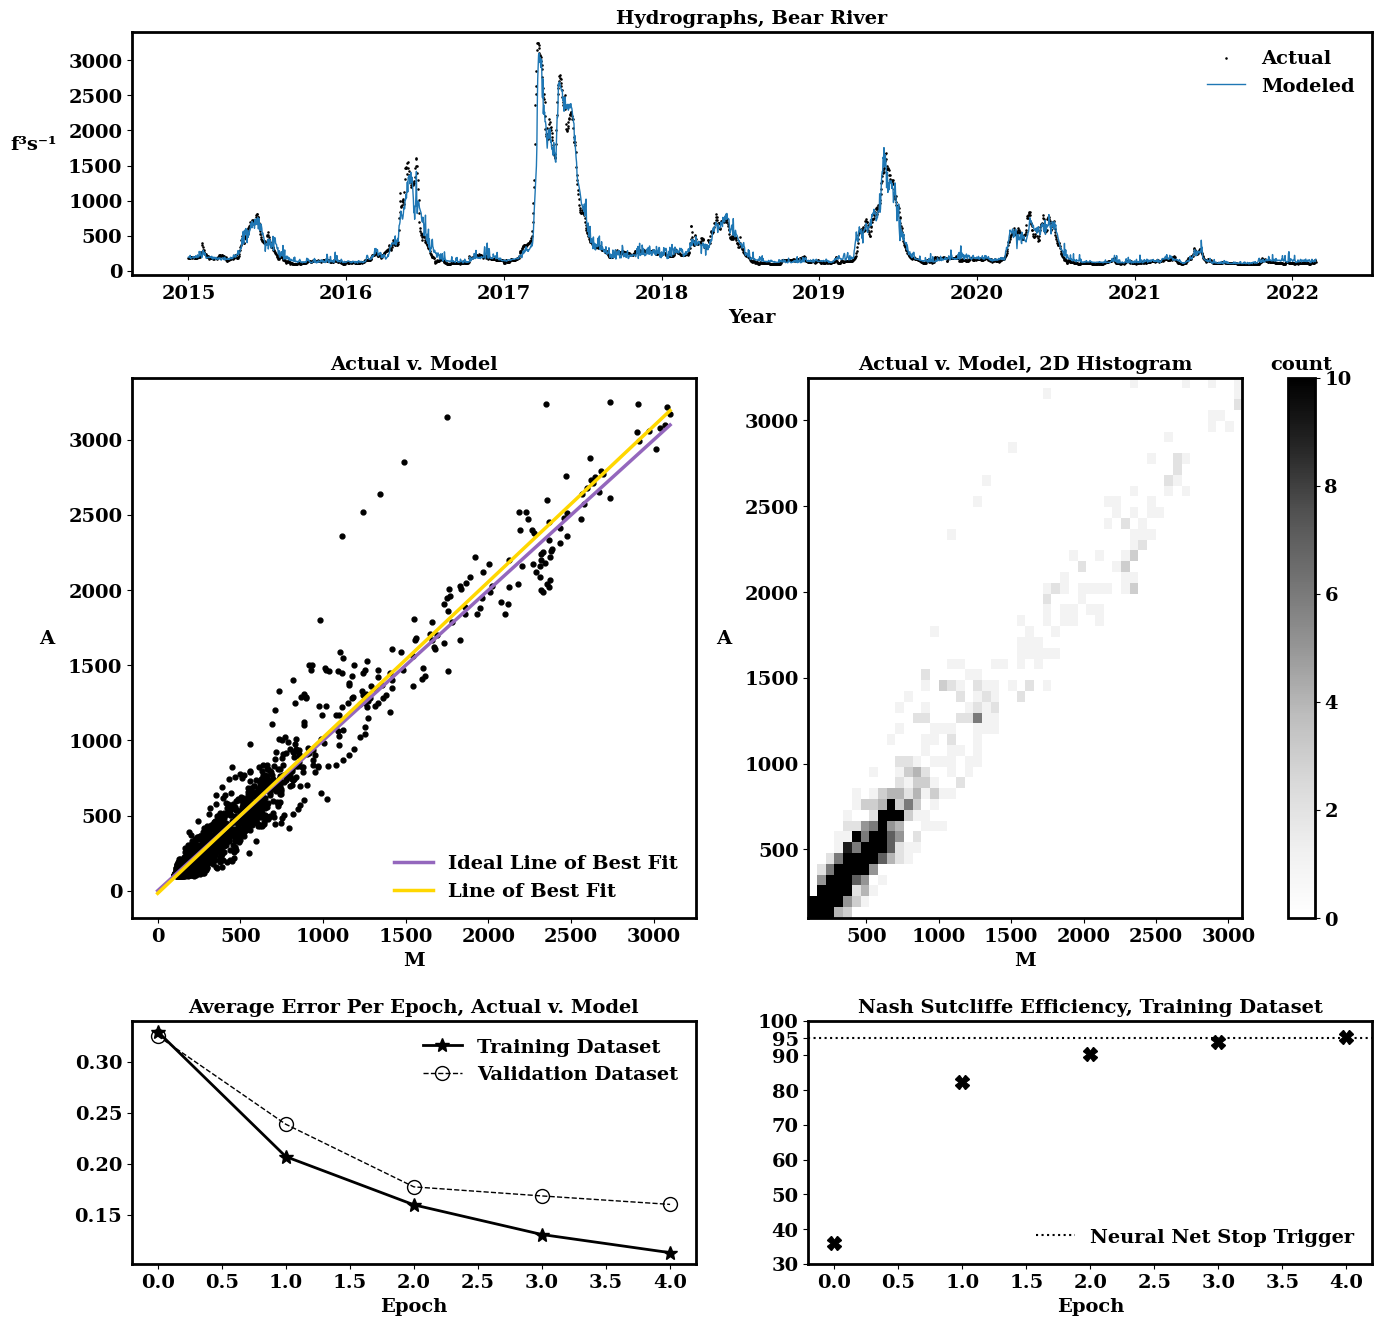 Hydrographs, Bear River
3000
2500
2000
1500
1000
500
0
f³s⁻¹
Actual
Modeled
2015 2016 2017 2018 2019 2020 2021 2022
Year
Actual v. Model
3000
2500
2000
1500
1000
500
0
A
Ideal Line of Best Fit
Line of Best Fit
0 500 1000 1500 2000 2500 3000
M
Actual v. Model, 2D Histogram
3000
2500
2000
1500
1000
500
A
500 1000 1500 2000 2500 3000
M
count
10
8
6
4
2
0
Average Error Per Epoch, Actual v. Model
0.30
0.25
0.20
0.15
Training Dataset
Validation Dataset
0.0 0.5 1.0 1.5 2.0 2.5 3.0 3.5 4.0
Epoch
Nash Sutcliffe Efficiency, Training Dataset
100
95
90
80
70
60
50
40
30
Neural Net Stop Trigger
0.0 0.5 1.0 1.5 2.0 2.5 3.0 3.5 4.0
Epoch